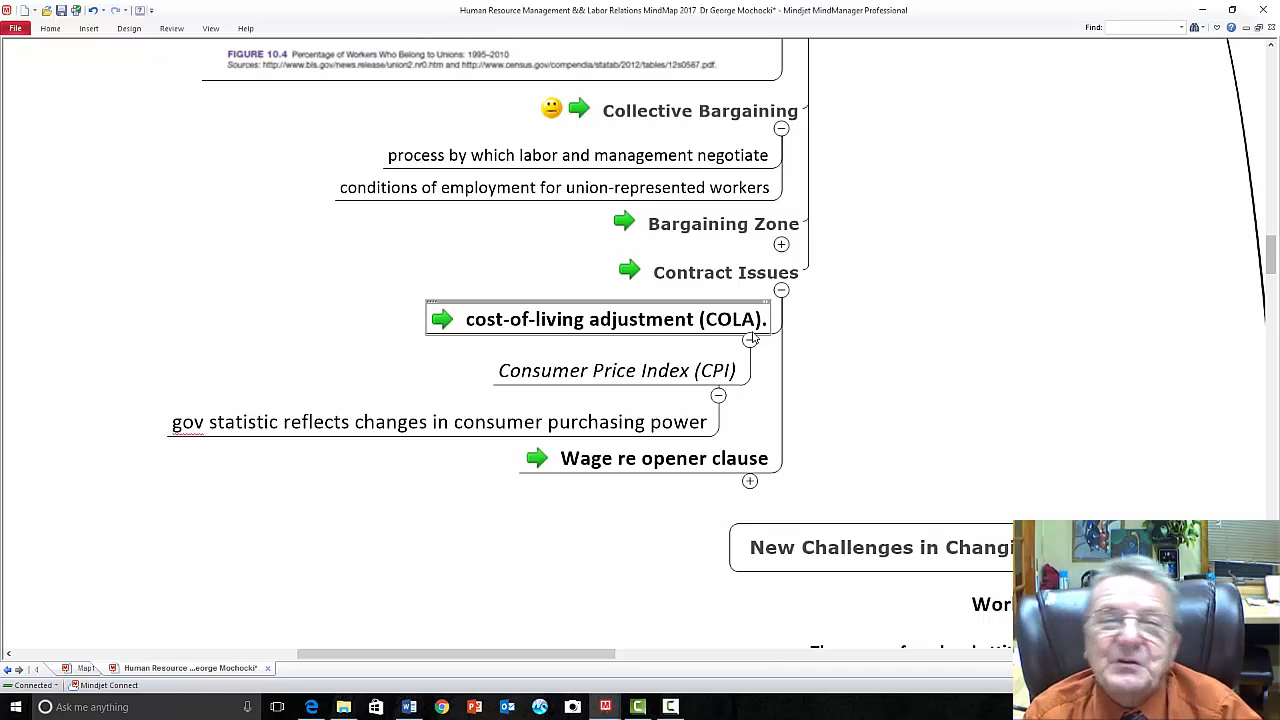 Human Resource Management && Labor Relations MindMap 2017 Dr George Mochocki* - Mindjet MindManager Professional
File Home Insert Design Review View Help
Find:
FIGURE 10.4 Percentage of Workers Who Belong to Unions: 1995–2010
Sources: http://www.bls.gov/news.release/union2.nr0.htm and http://www.census.gov/compendia/statab/2012/tables/12s0587.pdf.
Collective Bargaining
process by which labor and management negotiate
conditions of employment for union-represented workers
Bargaining Zone
Contract Issues
cost-of-living adjustment (COLA).
Consumer Price Index (CPI)
gov statistic reflects changes in consumer purchasing power
Wage re opener clause
New Challenges in Changi
Wor
Map1 Human Resource ...eorge Mochocki*
Connected Mindjet Connect
Ask me anything